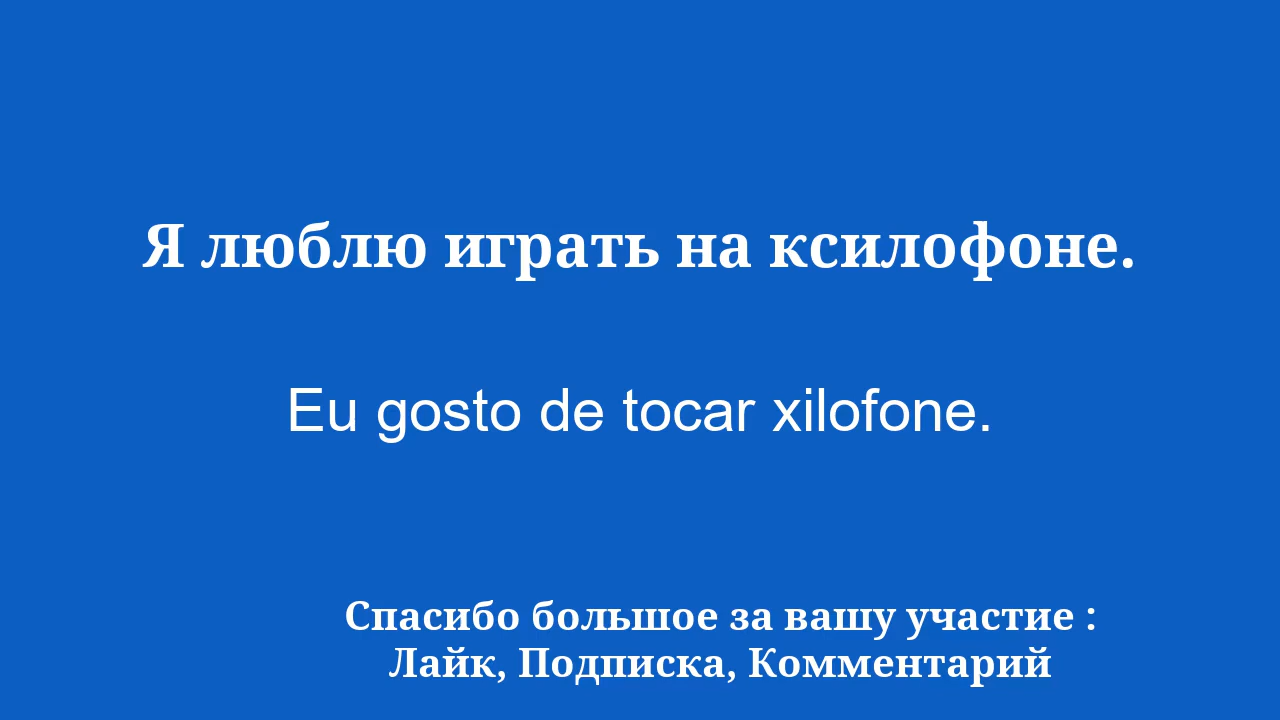 Я люблю играть на ксилофоне.
Eu gosto de tocar xilofone.
Спасибо большое за вашу участие :
Лайк, Подписка, Комментарий